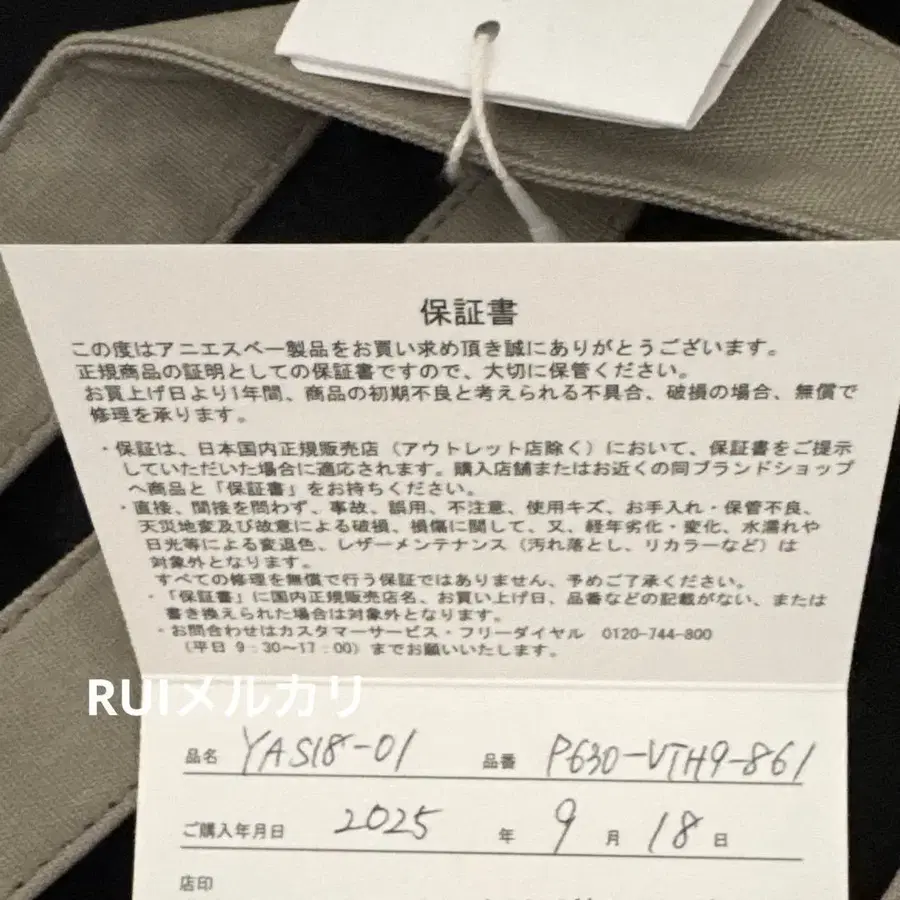 保証書
この度はアニエスベー製品をお買い求め頂き誠にありがとうございます。
正規商品の証明としての保証書ですので、大切に保管ください。
お買上げ日より1年間、商品の初期不良と考えられる不具合、破損の場合、無償で
修理を承ります。
・保証は、日本国内正規販売店（アウトレット店除く）において、保証書をご提示
していただいた場合に適応されます。購入店舗またはお近くの同ブランドショップ
へ商品と「保証書」をお持ちください。
・直接、間接を問わず、事故、誤用、不注意、使用キズ、お手入れ・保管不良、
天災地変及び故意による破損、損傷に関して、又、経年劣化・変化、水濡れや
日光等による変退色、レザーメンテナンス（汚れ落とし、リカラーなど）は
対象外となります。
すべての修理を無償で行う保証ではありません、予めご了承ください。
・「保証書」に国内正規販売店名、お買い上げ日、品番などの記載がない、または
書き換えられた場合は対象外となります。
・お問合わせはカスタマーサービス・フリーダイヤル 0120-744-800
（平日 9：30～17：00）までお願いいたします。
RUIメルカリ
品名 YAS18-01 品番 P630-VTH9-861
ご購入年月日 2025 年 9 月 18 日
店印